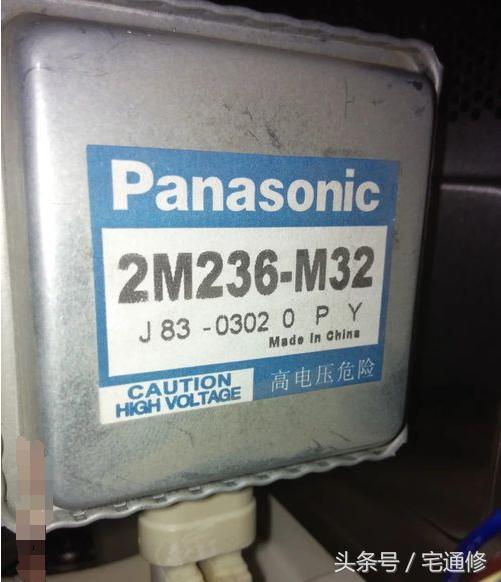 Panasonic
2M236-M32
J 83 -0302 0 P Y
Made In China
CAUTION
HIGH VOLTAGE
高电压危险
头条号 / 宅通修